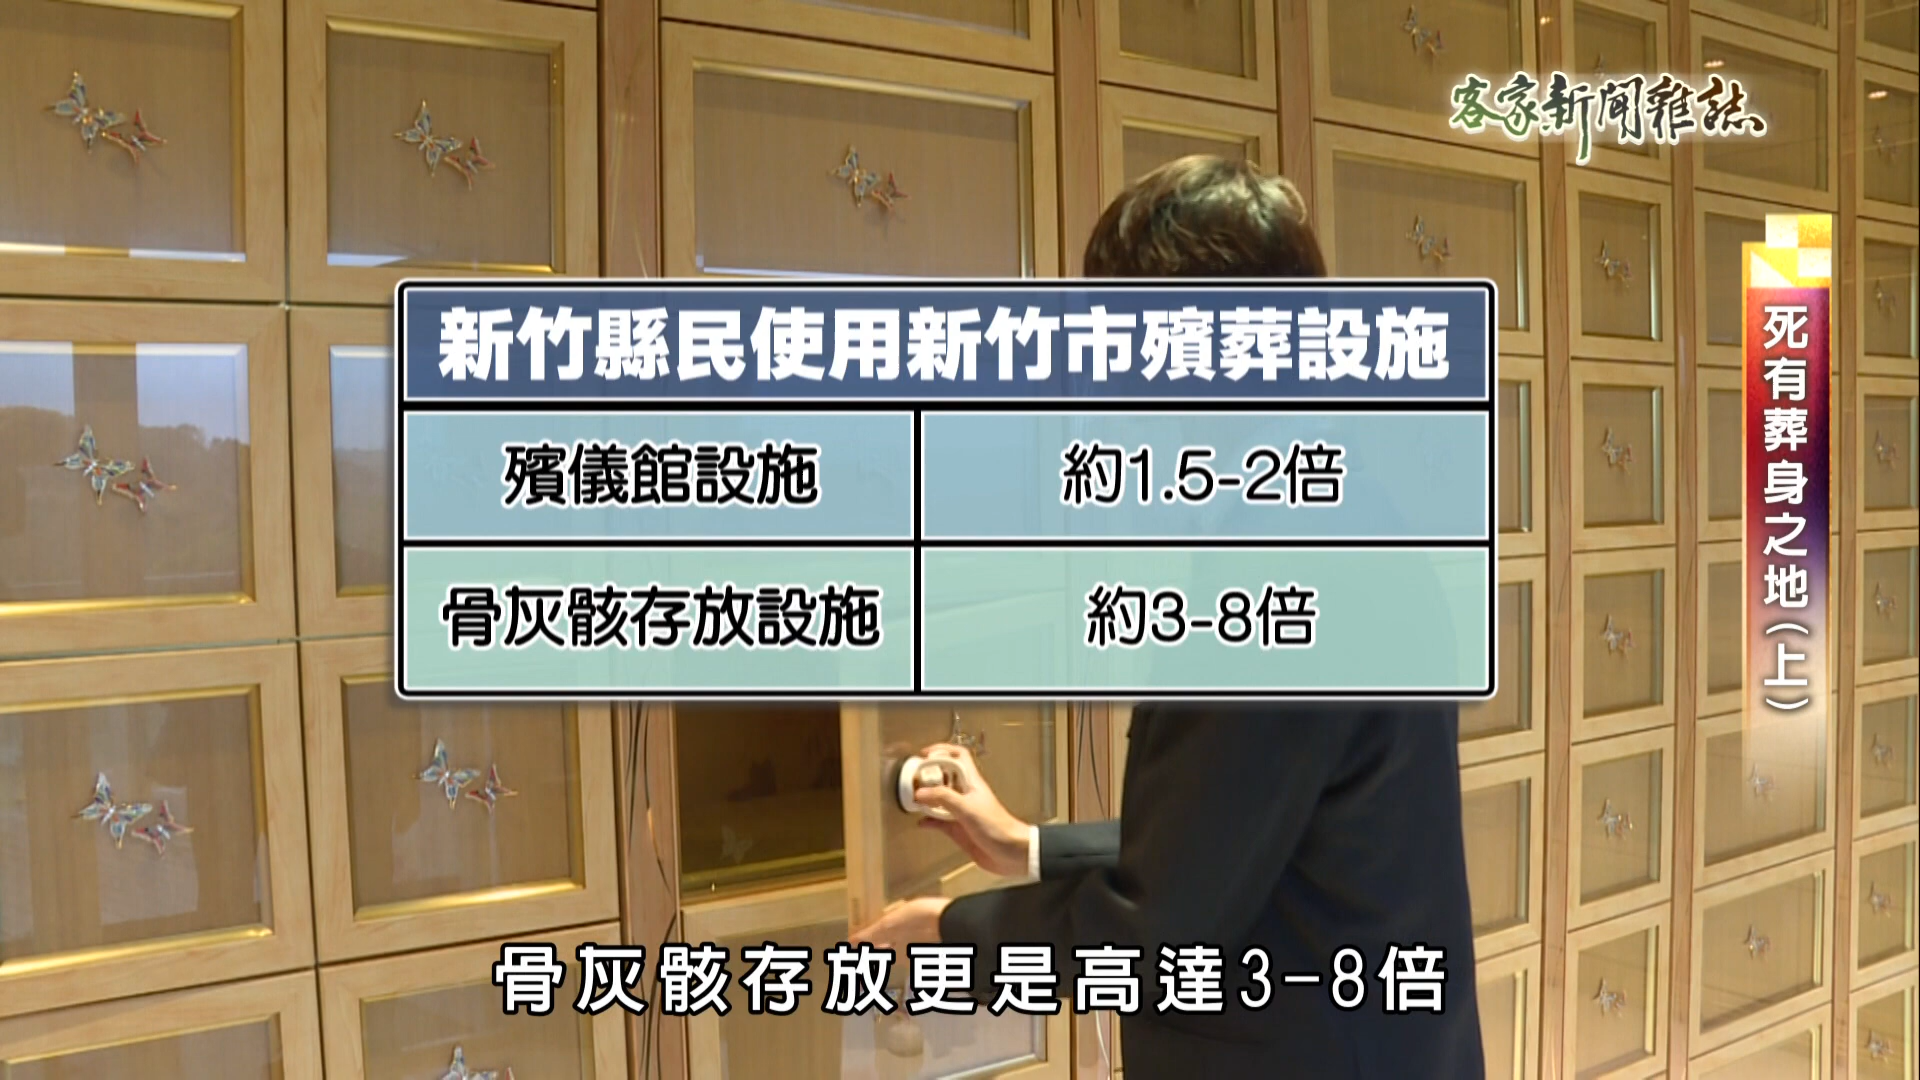 客家新聞雜誌
死有葬身之地(上)
新竹縣民使用新竹市殯葬設施
殯儀館設施 約1.5-2倍
骨灰骸存放設施 約3-8倍
骨灰骸存放更是高達3-8倍